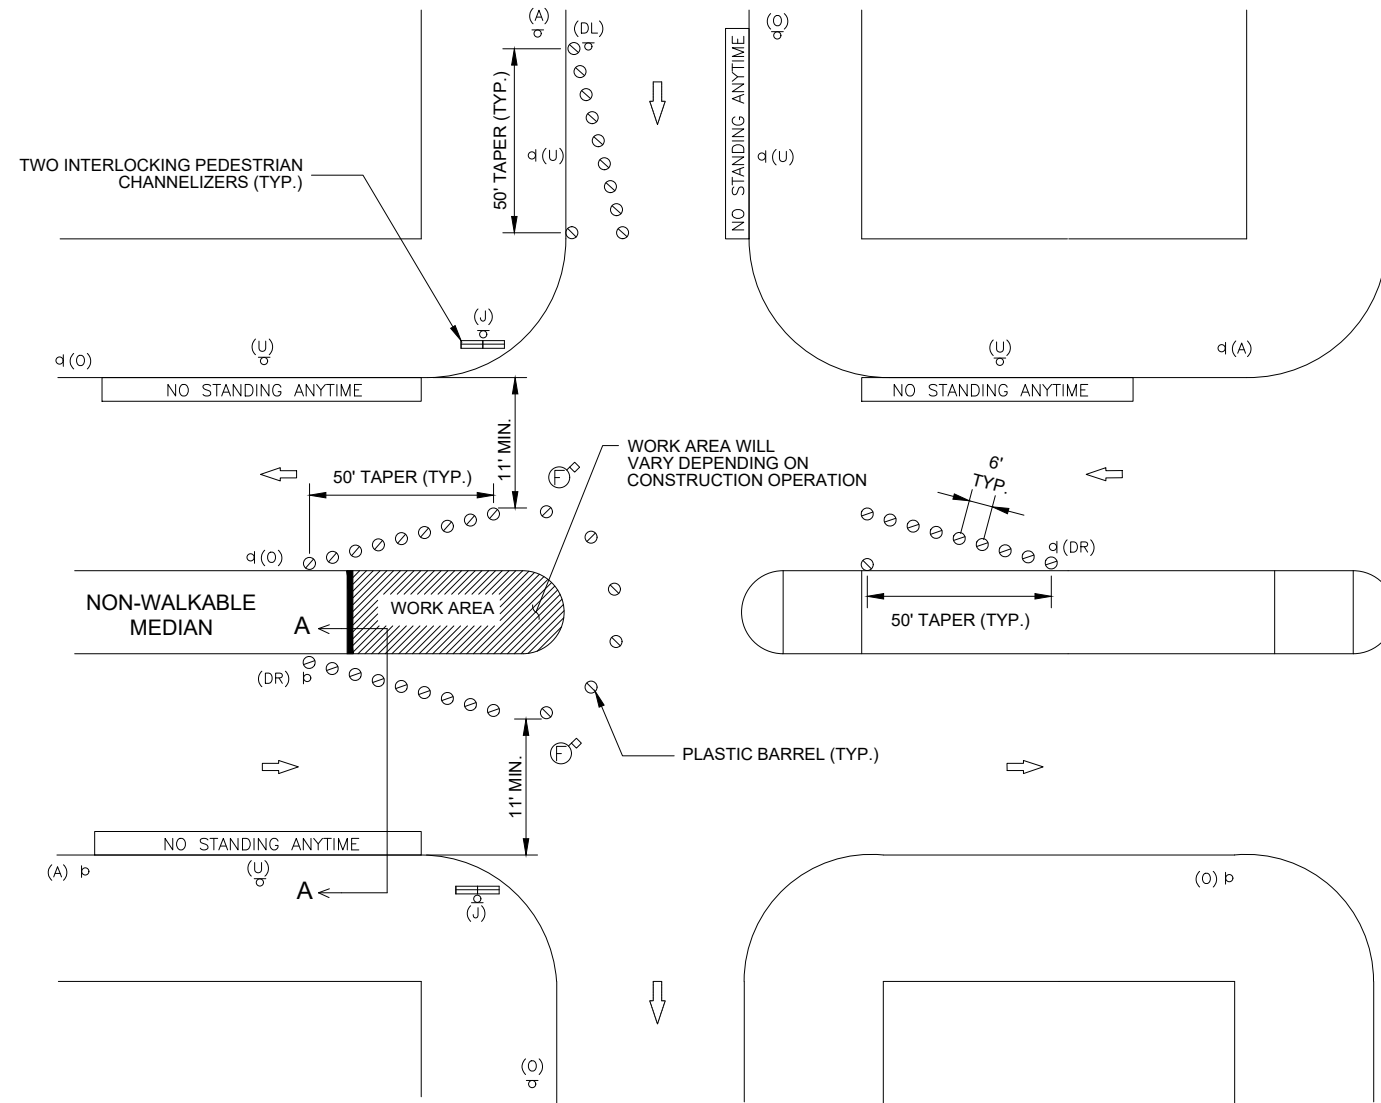 (A)
(DL)
(O)
50' TAPER (TYP.)
NO STANDING ANYTIME
(U)
(U)
TWO INTERLOCKING PEDESTRIAN
CHANNELIZERS (TYP.)
(J)
(O)
(U)
(U)
(A)
NO STANDING ANYTIME
NO STANDING ANYTIME
11' MIN.
WORK AREA WILL
VARY DEPENDING ON
CONSTRUCTION OPERATION
50' TAPER (TYP.)
F
6'
TYP.
(O)
(DR)
NON-WALKABLE
MEDIAN
WORK AREA
A
50' TAPER (TYP.)
(DR)
F
PLASTIC BARREL (TYP.)
11' MIN.
NO STANDING ANYTIME
(A)
(U)
A
(J)
(O)
(O)